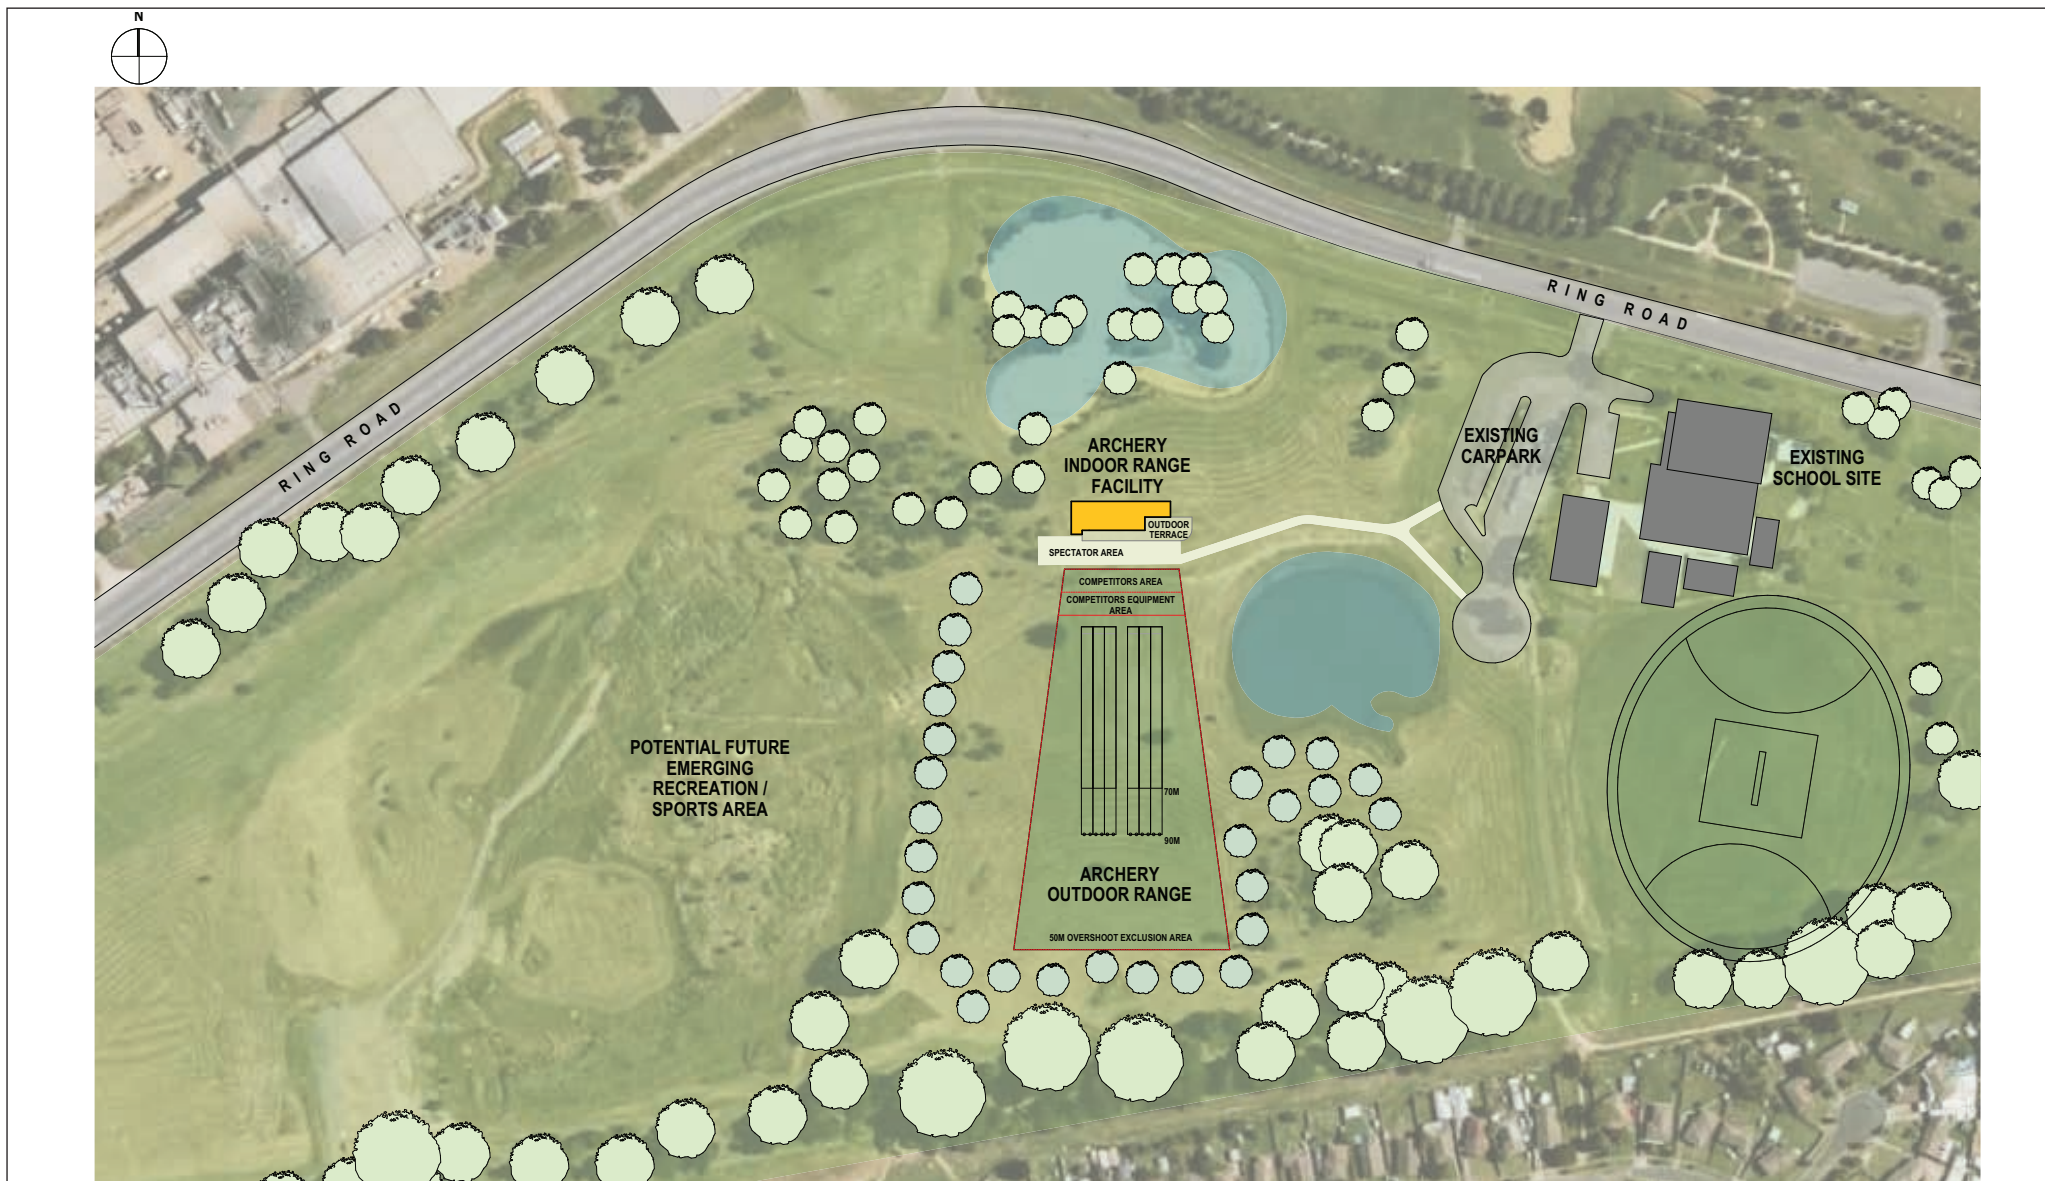 N
RING ROAD
RING ROAD
ARCHERY
INDOOR RANGE
FACILITY
EXISTING
CARPARK
EXISTING
SCHOOL SITE
OUTDOOR
TERRACE
SPECTATOR AREA
COMPETITORS AREA
COMPETITORS EQUIPMENT
AREA
POTENTIAL FUTURE
EMERGING
RECREATION /
SPORTS AREA
70M
90M
ARCHERY
OUTDOOR RANGE
50M OVERSHOOT EXCLUSION AREA